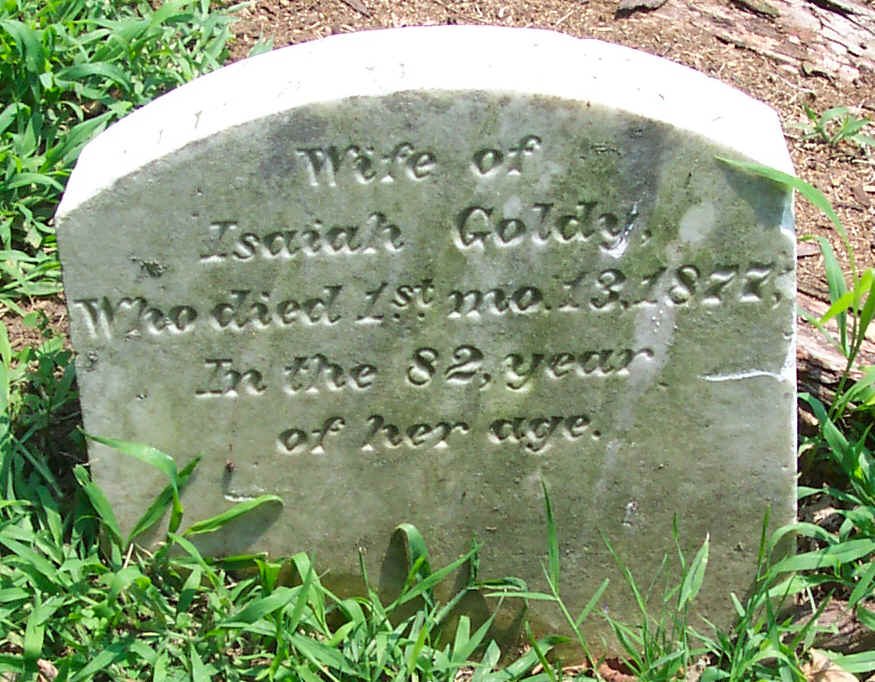 Wife of
Isaiah Goldy,
Who died 1st. mo. 13, 1877,
In the 82, year
of her age.